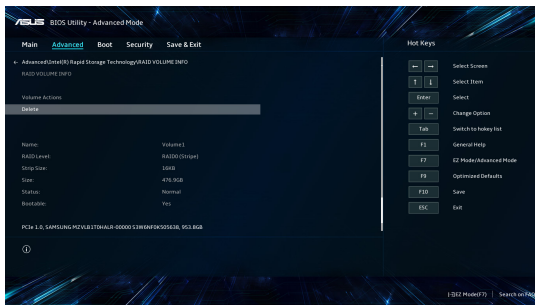 ASUS BIOS Utility - Advanced Mode
Main Advanced Boot Security Save & Exit
Hot Keys
← Advanced\Intel(R) Rapid Storage Technology\RAID VOLUME INFO
RAID VOLUME INFO
Volume Actions
Delete
Name: Volume1
RAID Level: RAID0 (Stripe)
Strip Size: 16KB
Size: 476.9GB
Status: Normal
Bootable: Yes
PCIe 1.0, SAMSUNG MZVLB1T0HALR-00000 S3W6NF0K505638, 953.8GB
← → Select Screen
↑ ↓ Select Item
Enter Select
+ − Change Option
Tab Switch to hokey list
F1 General Help
F7 EZ Mode/Advanced Mode
F9 Optimized Defaults
F10 Save
ESC Exit
EZ Mode(F7) | Search on FAQ